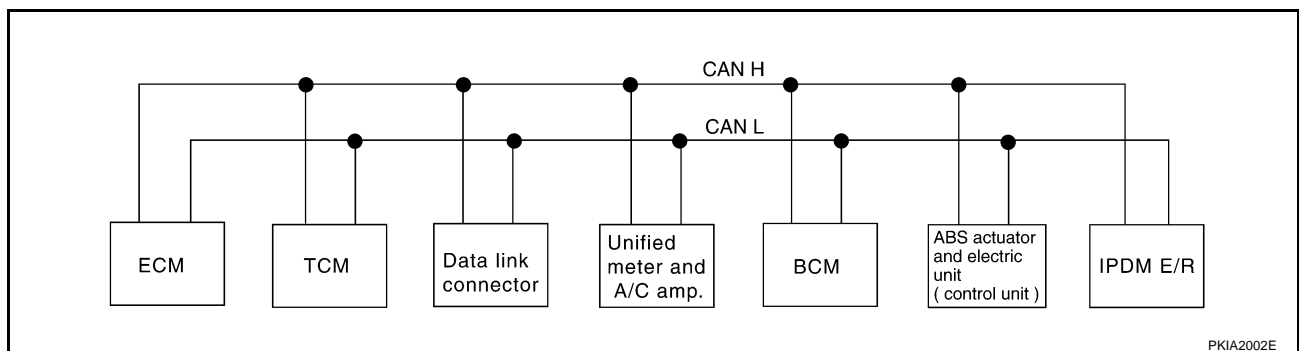 CAN H
CAN L
ECM
TCM
Data link
connector
Unified
meter and
A/C amp.
BCM
ABS actuator
and electric
unit
( control unit )
IPDM E/R
PKIA2002E